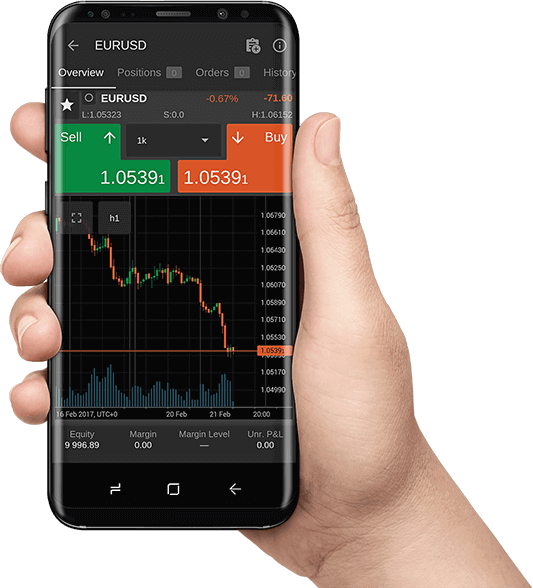 EURUSD
Overview Positions 0 Orders 0 History
EURUSD -0.67% -71.60
L:1.05323 S:0.0 H:1.06152
Sell 1k Buy
1.05391 1.05391
h1
1.06790
1.06610
1.06430
1.06250
1.06070
1.05890
1.05710
1.05530
1.05391
1.05170
1.04990
16 Feb 2017, UTC+0 20 Feb 21 Feb 20:00
Equity Margin Margin Level Unr. P&L
9 996.89 0.00 — 0.00